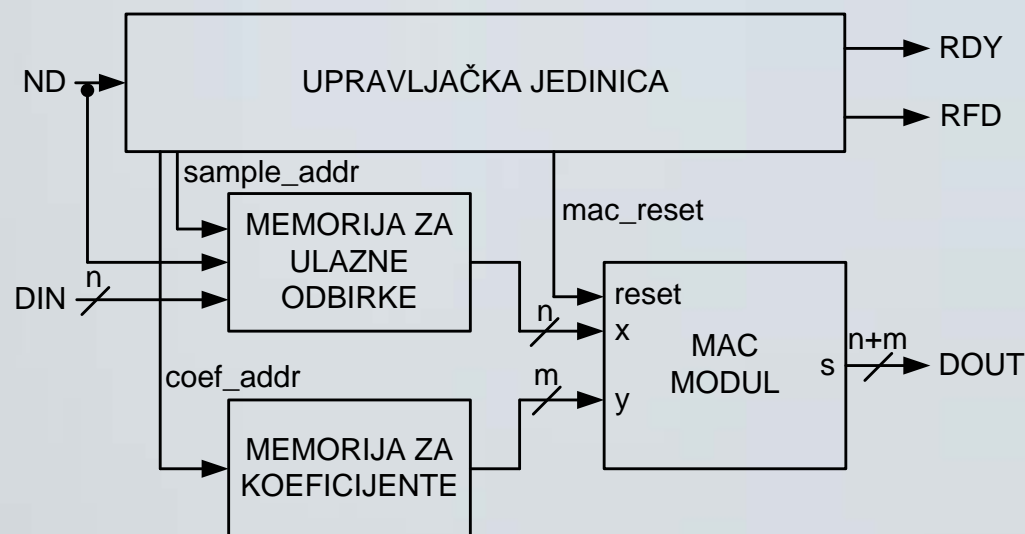 ND
UPRAVLJAČKA JEDINICA
RDY
RFD
sample_addr
mac_reset
MEMORIJA ZA
ULAZNE
ODBIRKE
DIN
n
n
coef_addr
m
MEMORIJA ZA
KOEFICIJENTE
reset
x
y
MAC
MODUL
s
n+m
DOUT